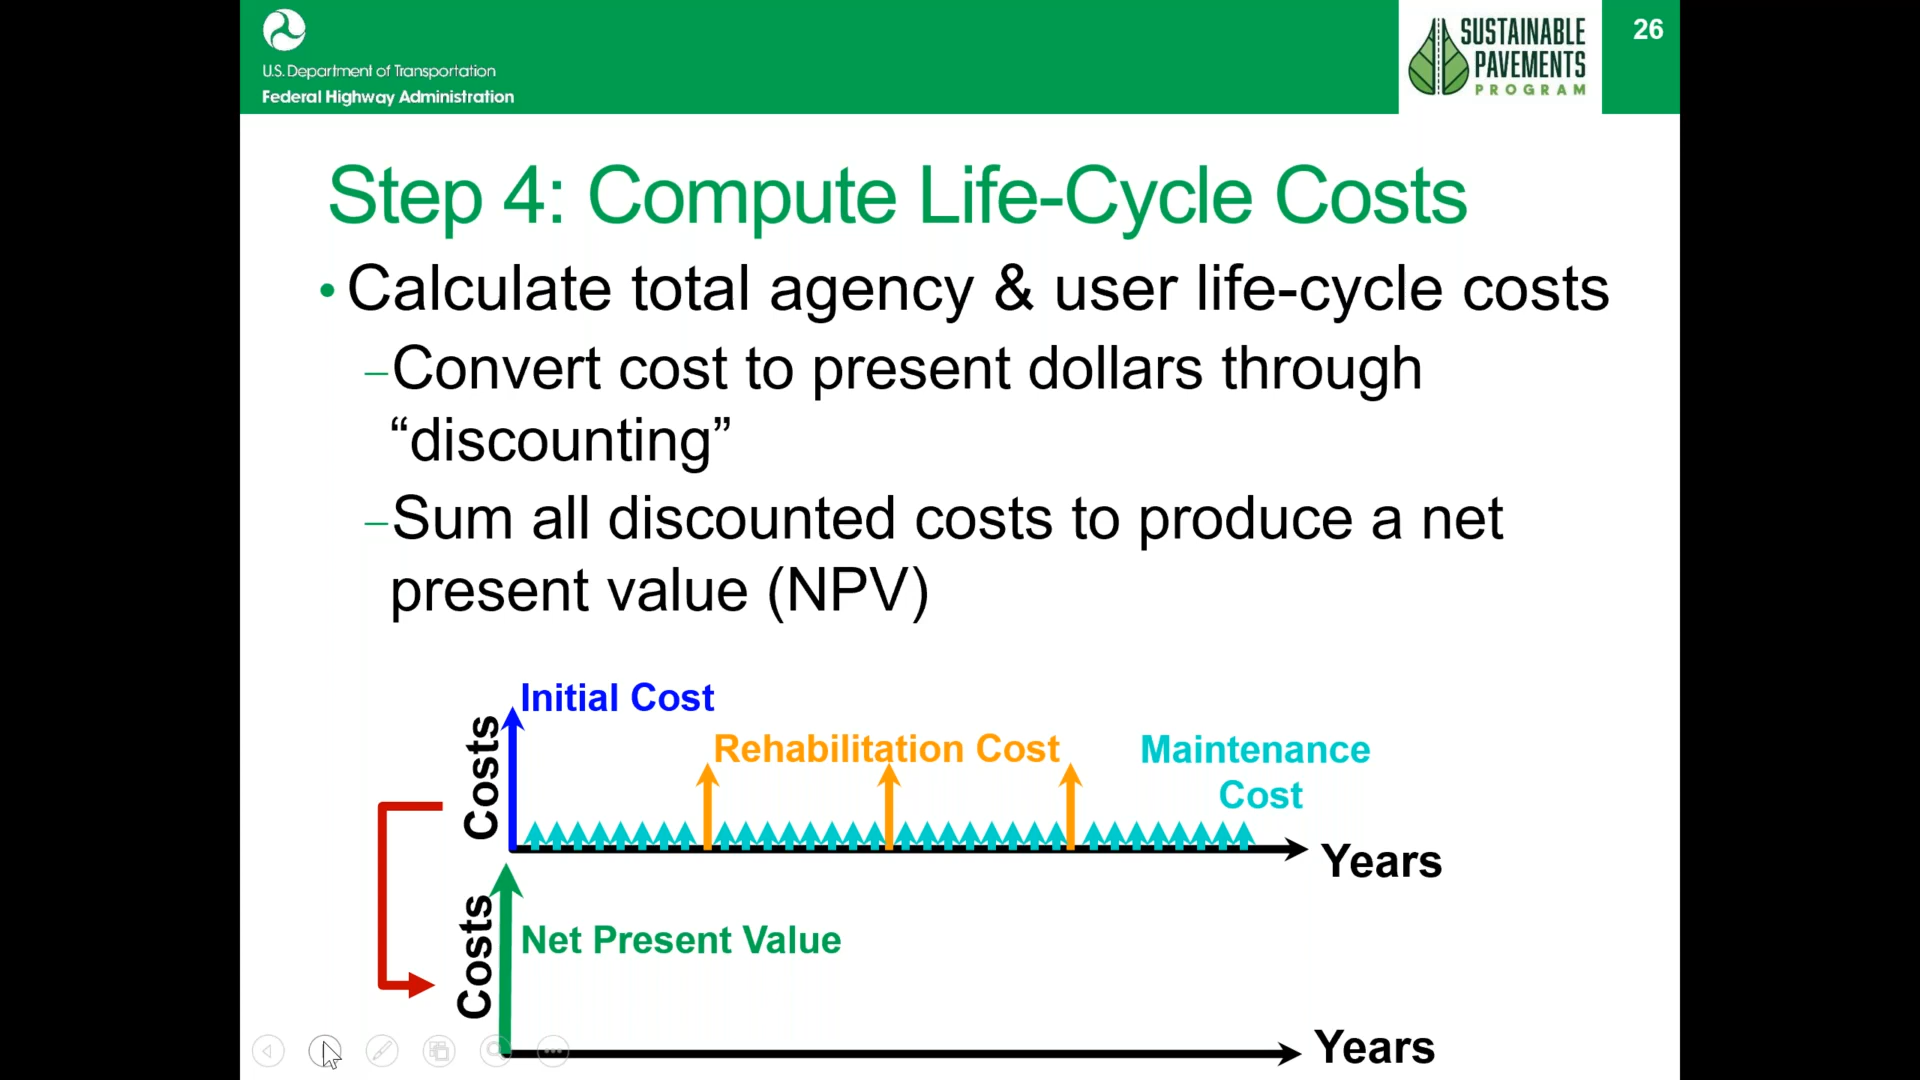 U.S. Department of Transportation
Federal Highway Administration
SUSTAINABLE
PAVEMENTS
PROGRAM
26
Step 4: Compute Life-Cycle Costs
• Calculate total agency & user life-cycle costs
–Convert cost to present dollars through
“discounting”
–Sum all discounted costs to produce a net
present value (NPV)
Initial Cost
Rehabilitation Cost
Maintenance
Cost
Costs
Years
Net Present Value
Costs
Years